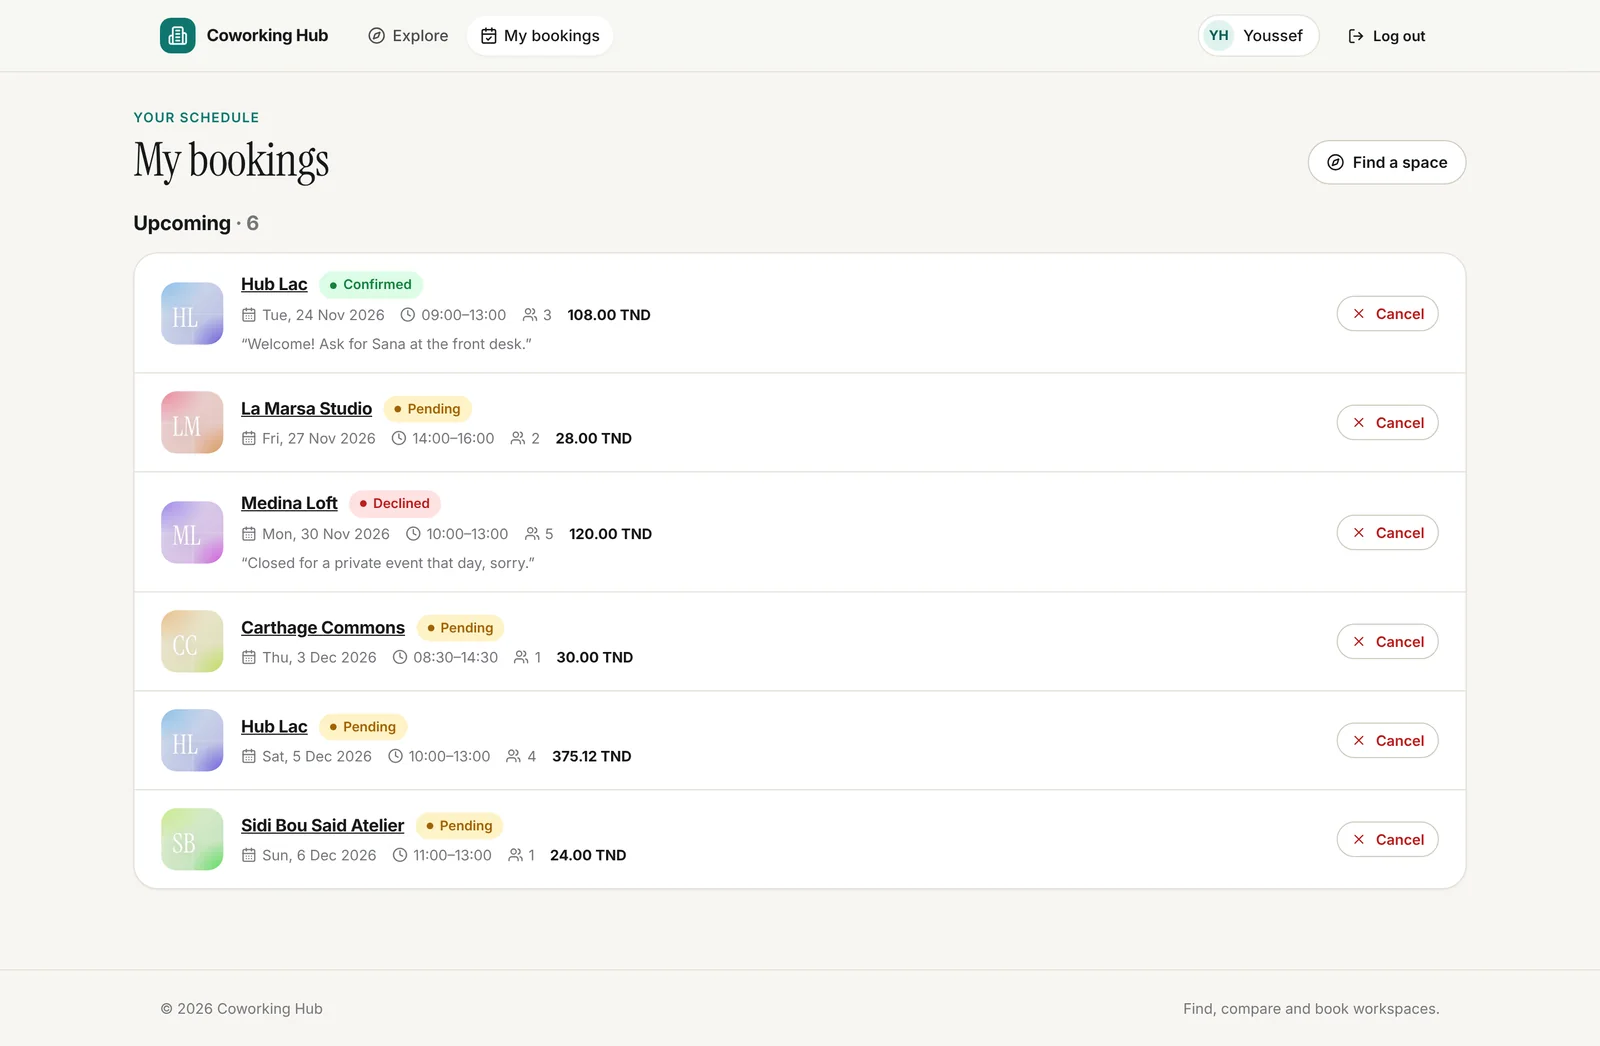 Coworking Hub Explore My bookings YH Youssef Log out
YOUR SCHEDULE
My bookings
Find a space
Upcoming · 6
HL
Hub Lac Confirmed
Tue, 24 Nov 2026 09:00–13:00 3 108.00 TND
“Welcome! Ask for Sana at the front desk.”
Cancel
LM
La Marsa Studio Pending
Fri, 27 Nov 2026 14:00–16:00 2 28.00 TND
Cancel
ML
Medina Loft Declined
Mon, 30 Nov 2026 10:00–13:00 5 120.00 TND
“Closed for a private event that day, sorry.”
Cancel
CC
Carthage Commons Pending
Thu, 3 Dec 2026 08:30–14:30 1 30.00 TND
Cancel
HL
Hub Lac Pending
Sat, 5 Dec 2026 10:00–13:00 4 375.12 TND
Cancel
SB
Sidi Bou Said Atelier Pending
Sun, 6 Dec 2026 11:00–13:00 1 24.00 TND
Cancel
© 2026 Coworking Hub Find, compare and book workspaces.